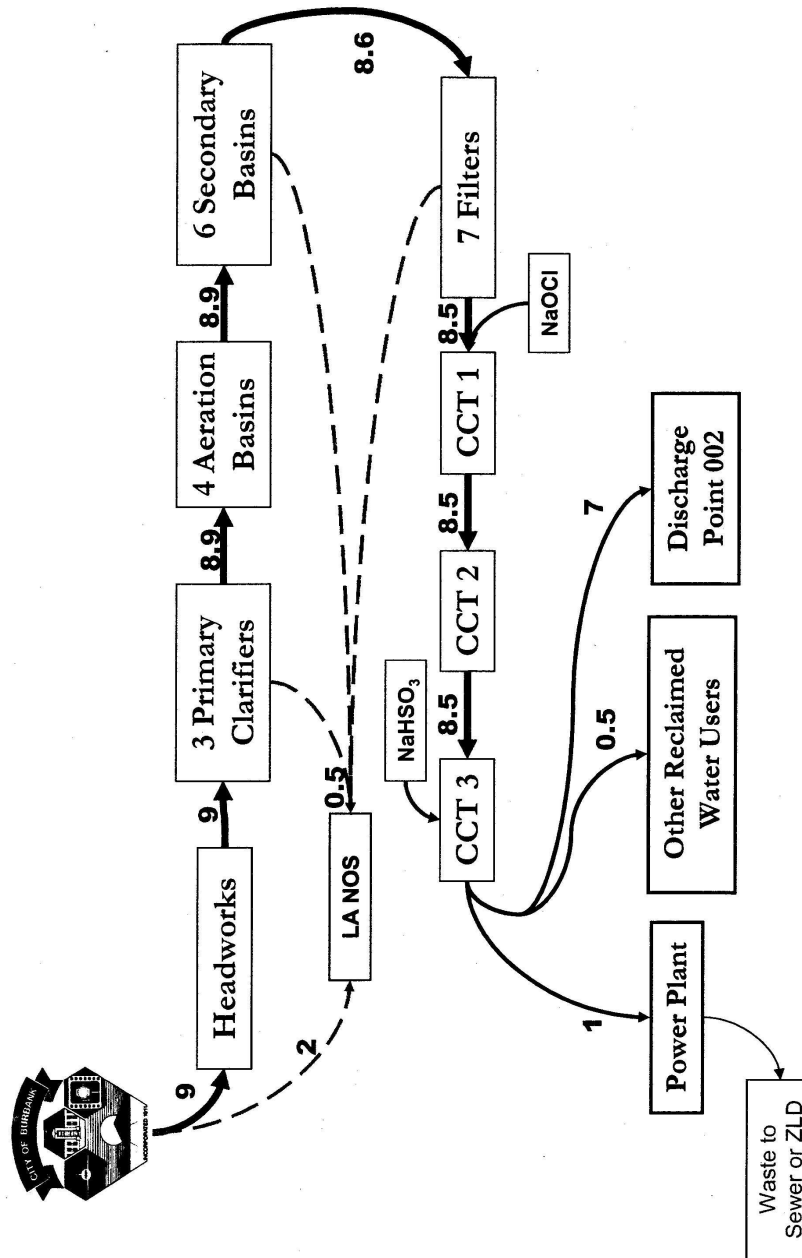 CITY OF BURBANK
INCORPORATED 1911
9
2
Headworks
9
3 Primary
Clarifiers
8.9
4 Aeration
Basins
8.9
6 Secondary
Basins
8.6
LA NOS
0.5
7 Filters
8.5
NaOCl
CCT 1
8.5
CCT 2
8.5
NaHSO₃
CCT 3
1
0.5
7
Power Plant
Other Reclaimed
Water Users
Discharge
Point 002
Waste to
Sewer or ZLD